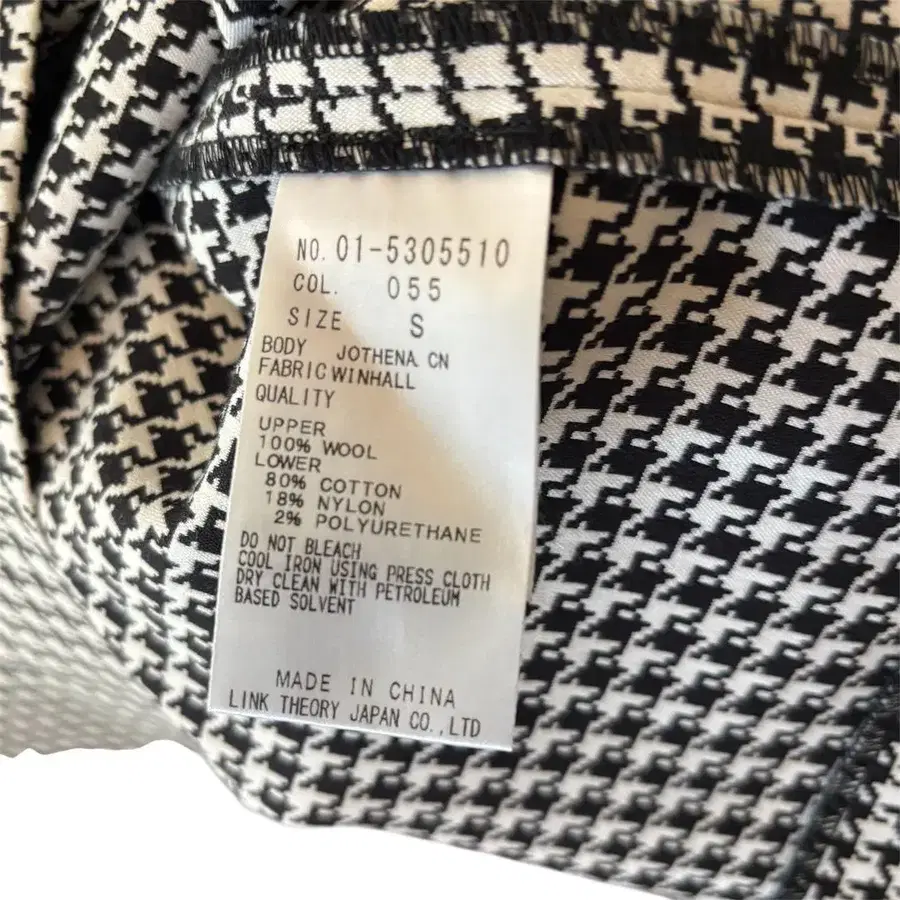 NO. 01-5305510
COL. 055
SIZE S
BODY JOTHENA CN
FABRIC WINHALL
QUALITY
UPPER
100% WOOL
LOWER
80% COTTON
18% NYLON
2% POLYURETHANE
DO NOT BLEACH
COOL IRON USING PRESS CLOTH
DRY CLEAN WITH PETROLEUM
BASED SOLVENT
MADE IN CHINA
LINK THEORY JAPAN CO.,LTD